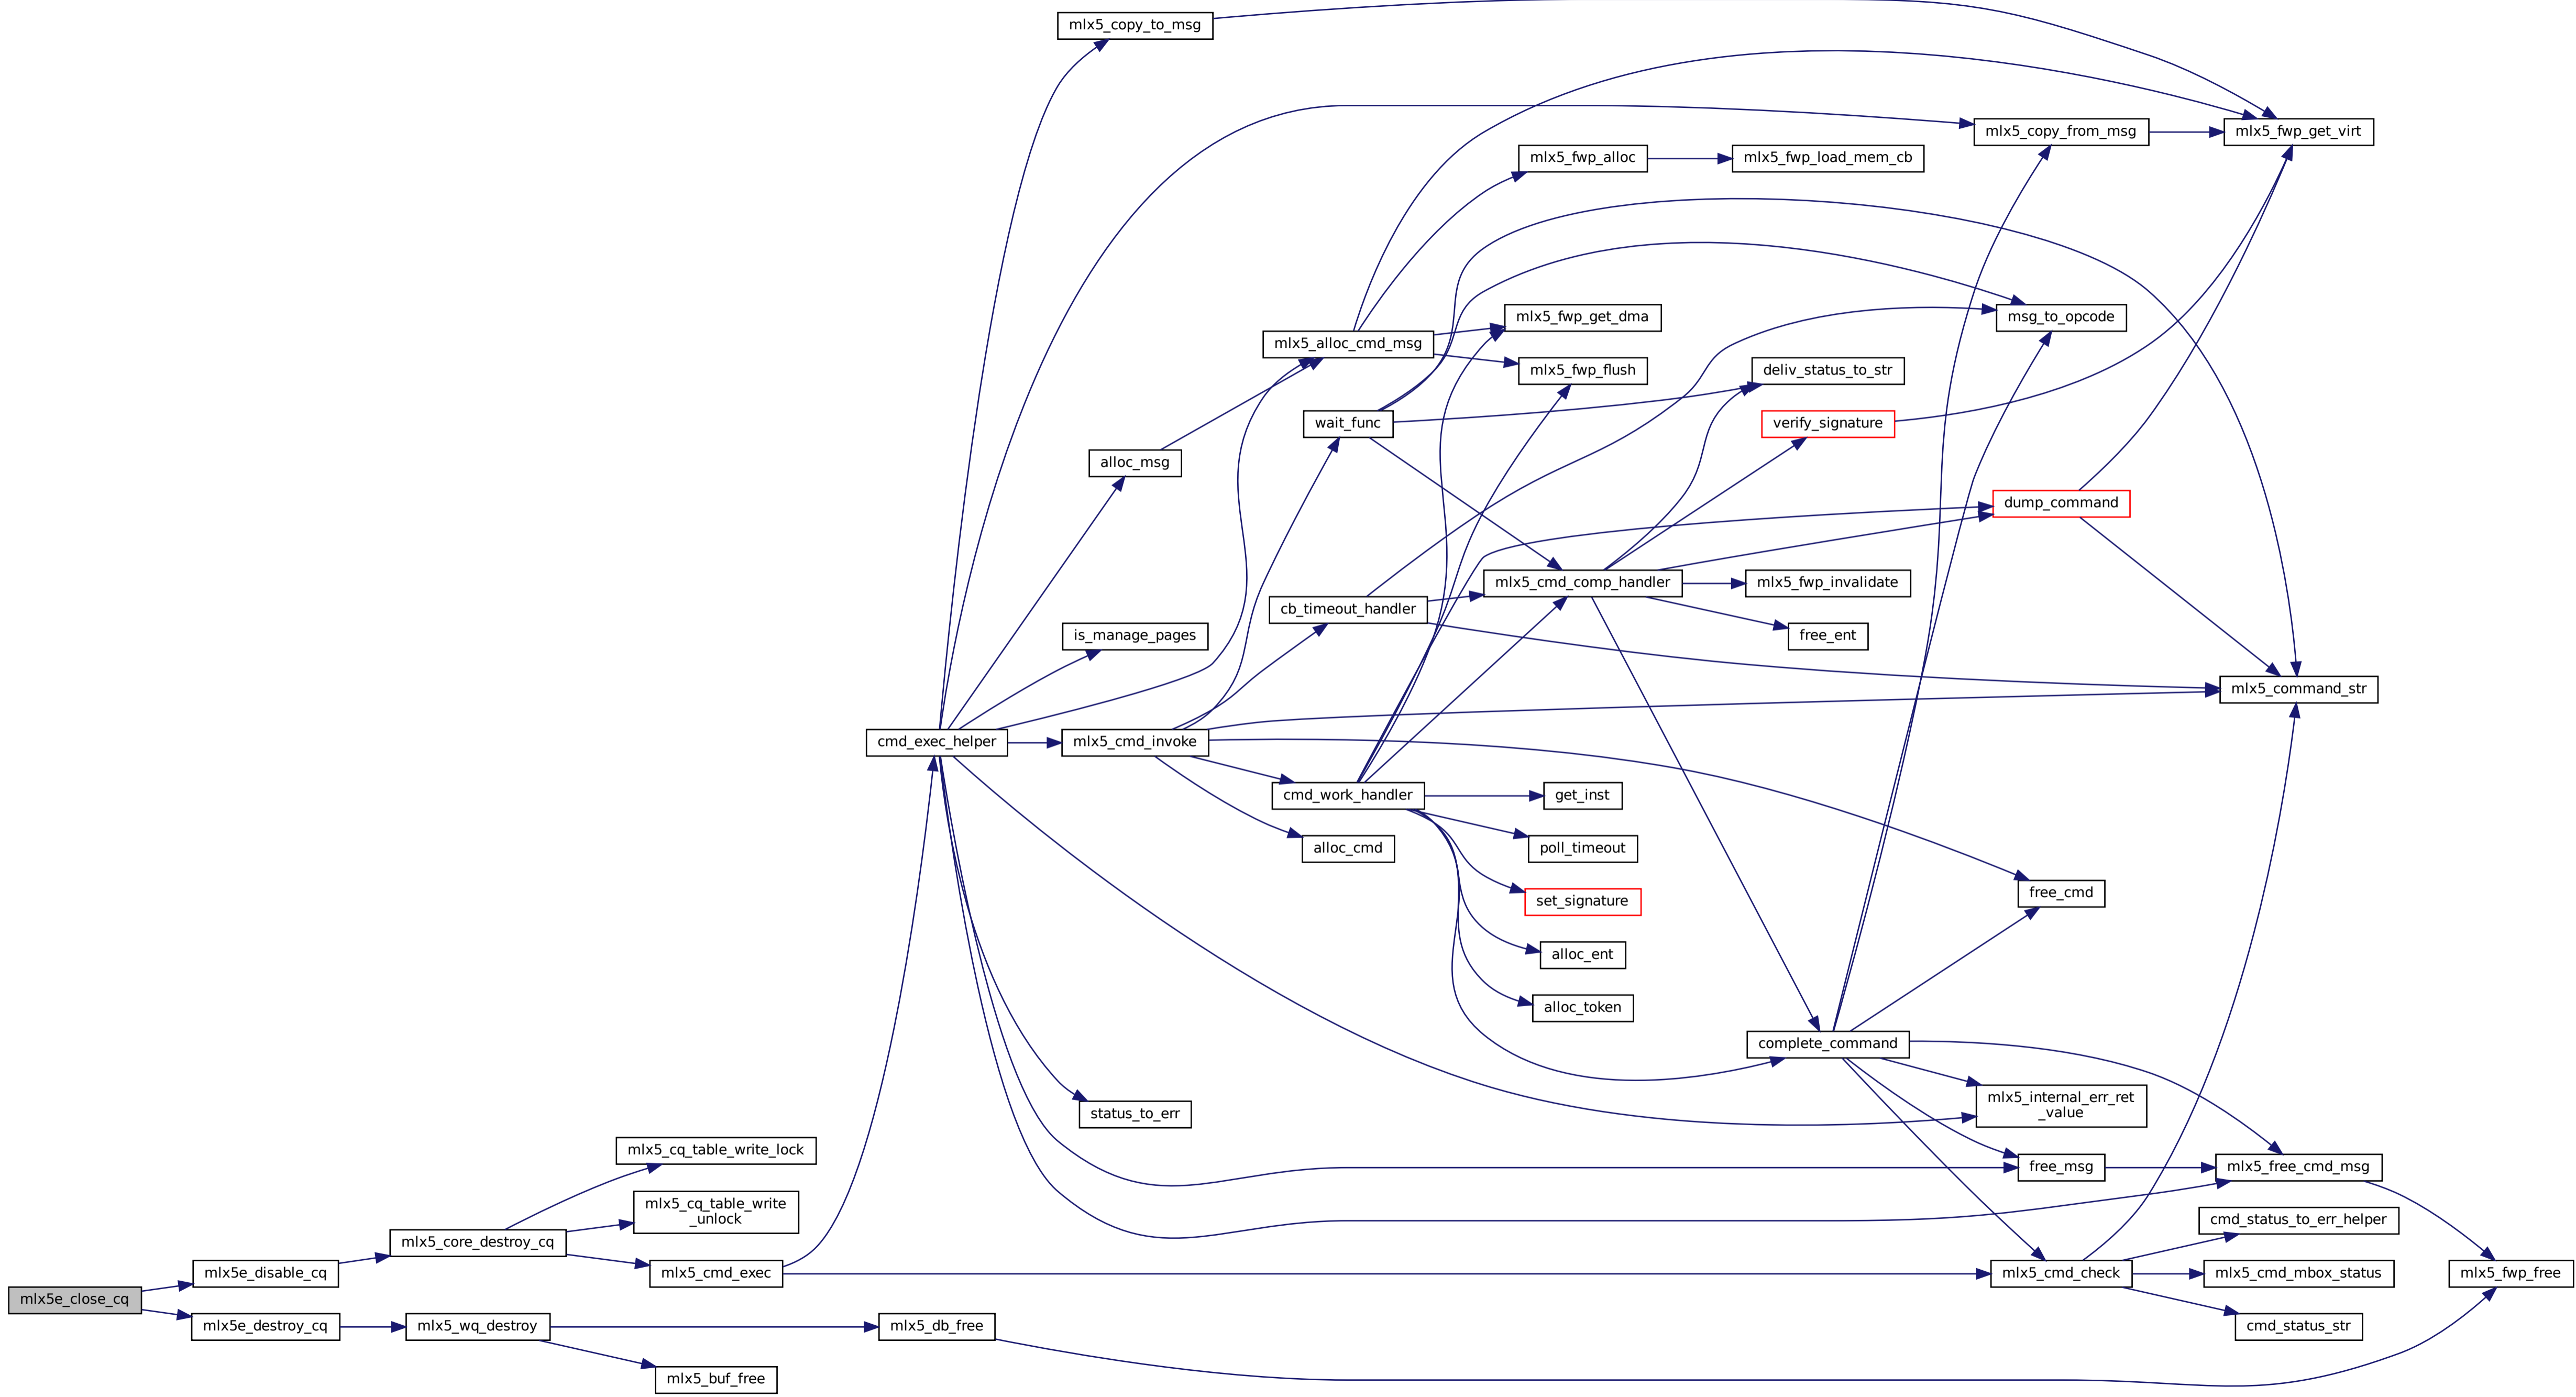 mlx5_copy_to_msg
mlx5_copy_from_msg
mlx5_fwp_get_virt
mlx5_fwp_alloc
mlx5_fwp_load_mem_cb
mlx5_fwp_get_dma
msg_to_opcode
mlx5_alloc_cmd_msg
mlx5_fwp_flush
deliv_status_to_str
wait_func
verify_signature
alloc_msg
dump_command
mlx5_cmd_comp_handler
mlx5_fwp_invalidate
cb_timeout_handler
is_manage_pages
free_ent
mlx5_command_str
cmd_exec_helper
mlx5_cmd_invoke
cmd_work_handler
get_inst
alloc_cmd
poll_timeout
free_cmd
set_signature
alloc_ent
alloc_token
complete_command
mlx5_internal_err_ret
_value
status_to_err
mlx5_cq_table_write_lock
free_msg
mlx5_free_cmd_msg
mlx5_cq_table_write
_unlock
cmd_status_to_err_helper
mlx5_core_destroy_cq
mlx5e_disable_cq
mlx5_cmd_exec
mlx5_cmd_check
mlx5_cmd_mbox_status
mlx5_fwp_free
mlx5e_close_cq
mlx5e_destroy_cq
mlx5_wq_destroy
mlx5_db_free
cmd_status_str
mlx5_buf_free